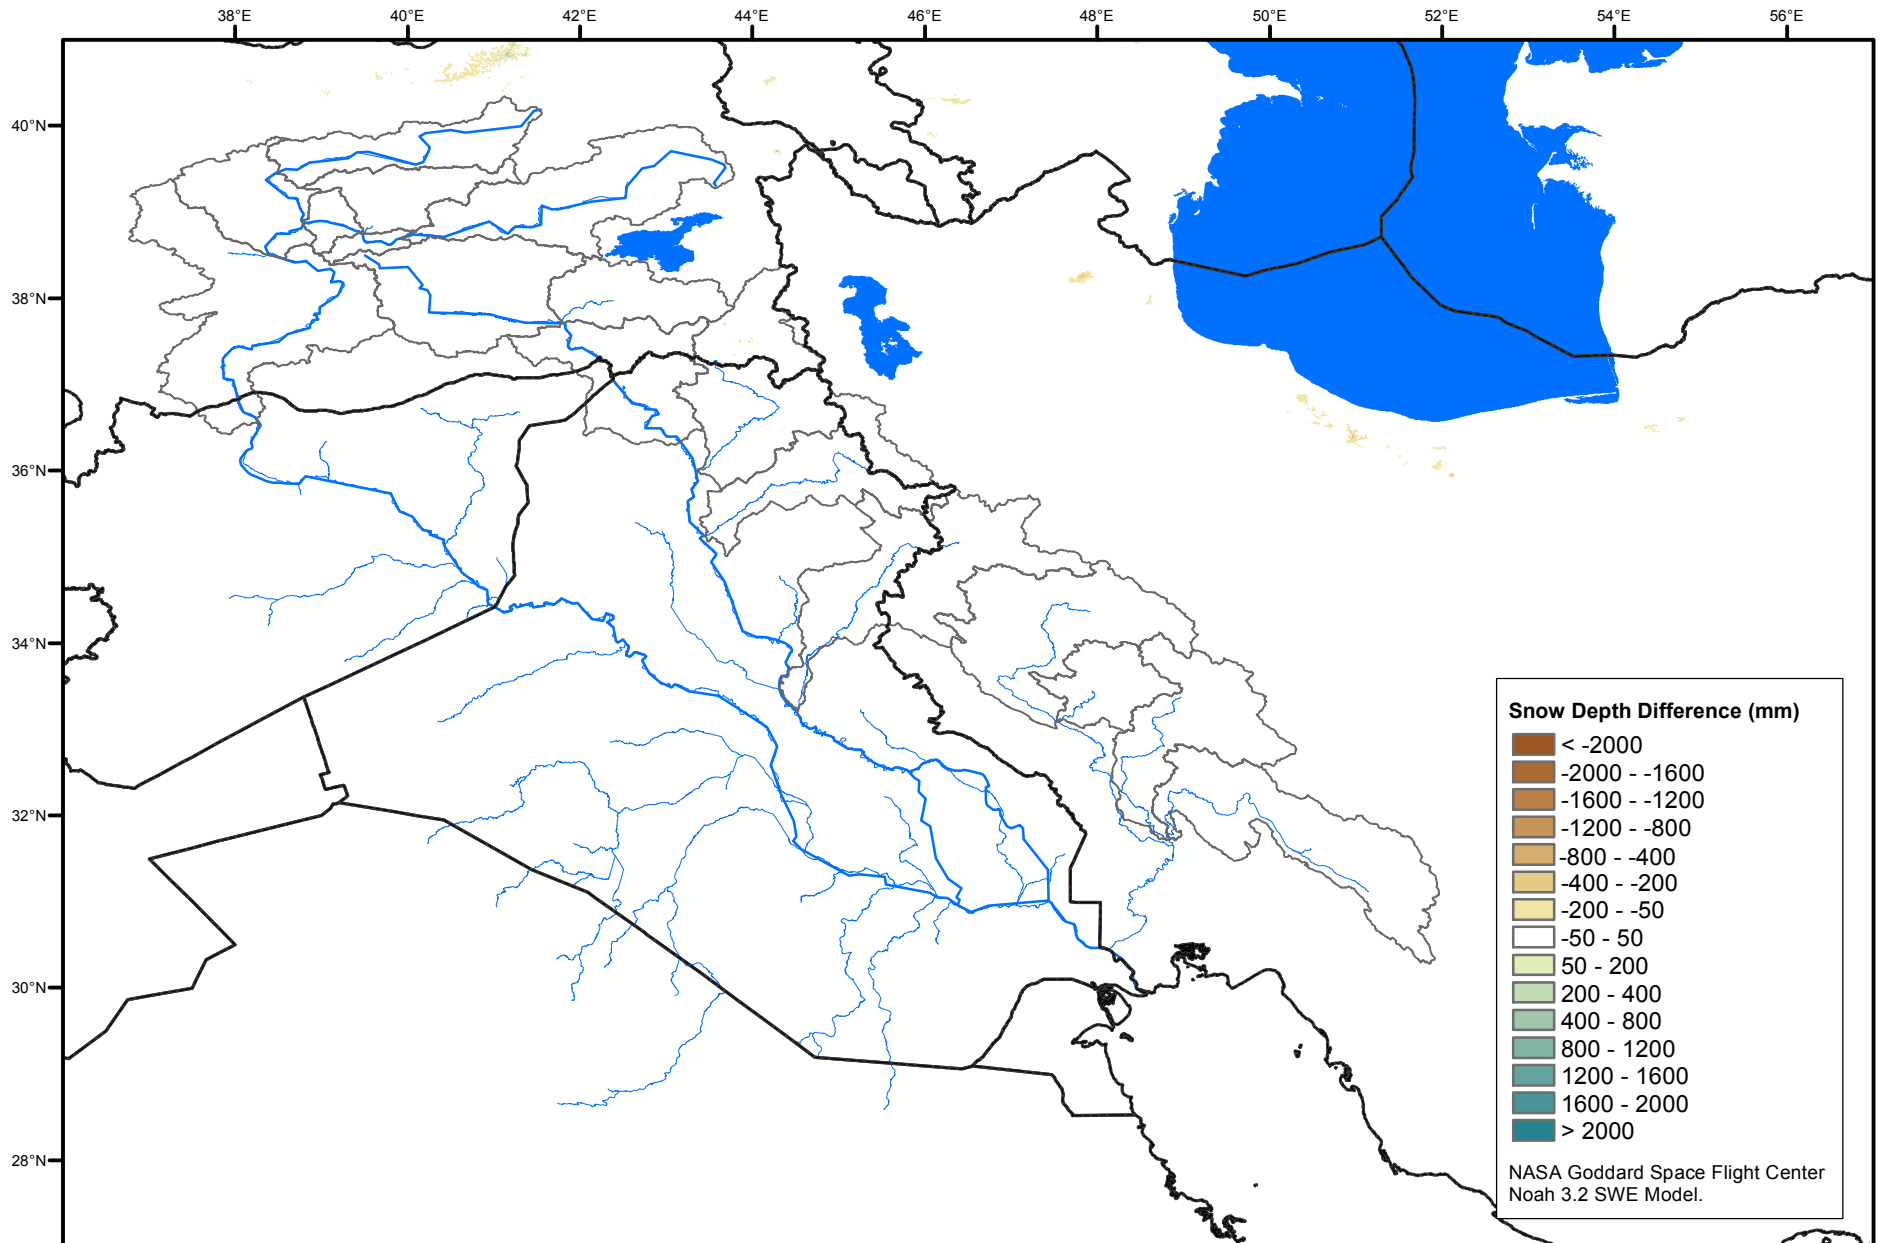 38°E 40°E 42°E 44°E 46°E 48°E 50°E 52°E 54°E 56°E
40°N
38°N
36°N
34°N
32°N
30°N
28°N
Snow Depth Difference (mm)
< -2000
-2000 - -1600
-1600 - -1200
-1200 - -800
-800 - -400
-400 - -200
-200 - -50
-50 - 50
50 - 200
200 - 400
400 - 800
800 - 1200
1200 - 1600
1600 - 2000
> 2000
NASA Goddard Space Flight Center
Noah 3.2 SWE Model.